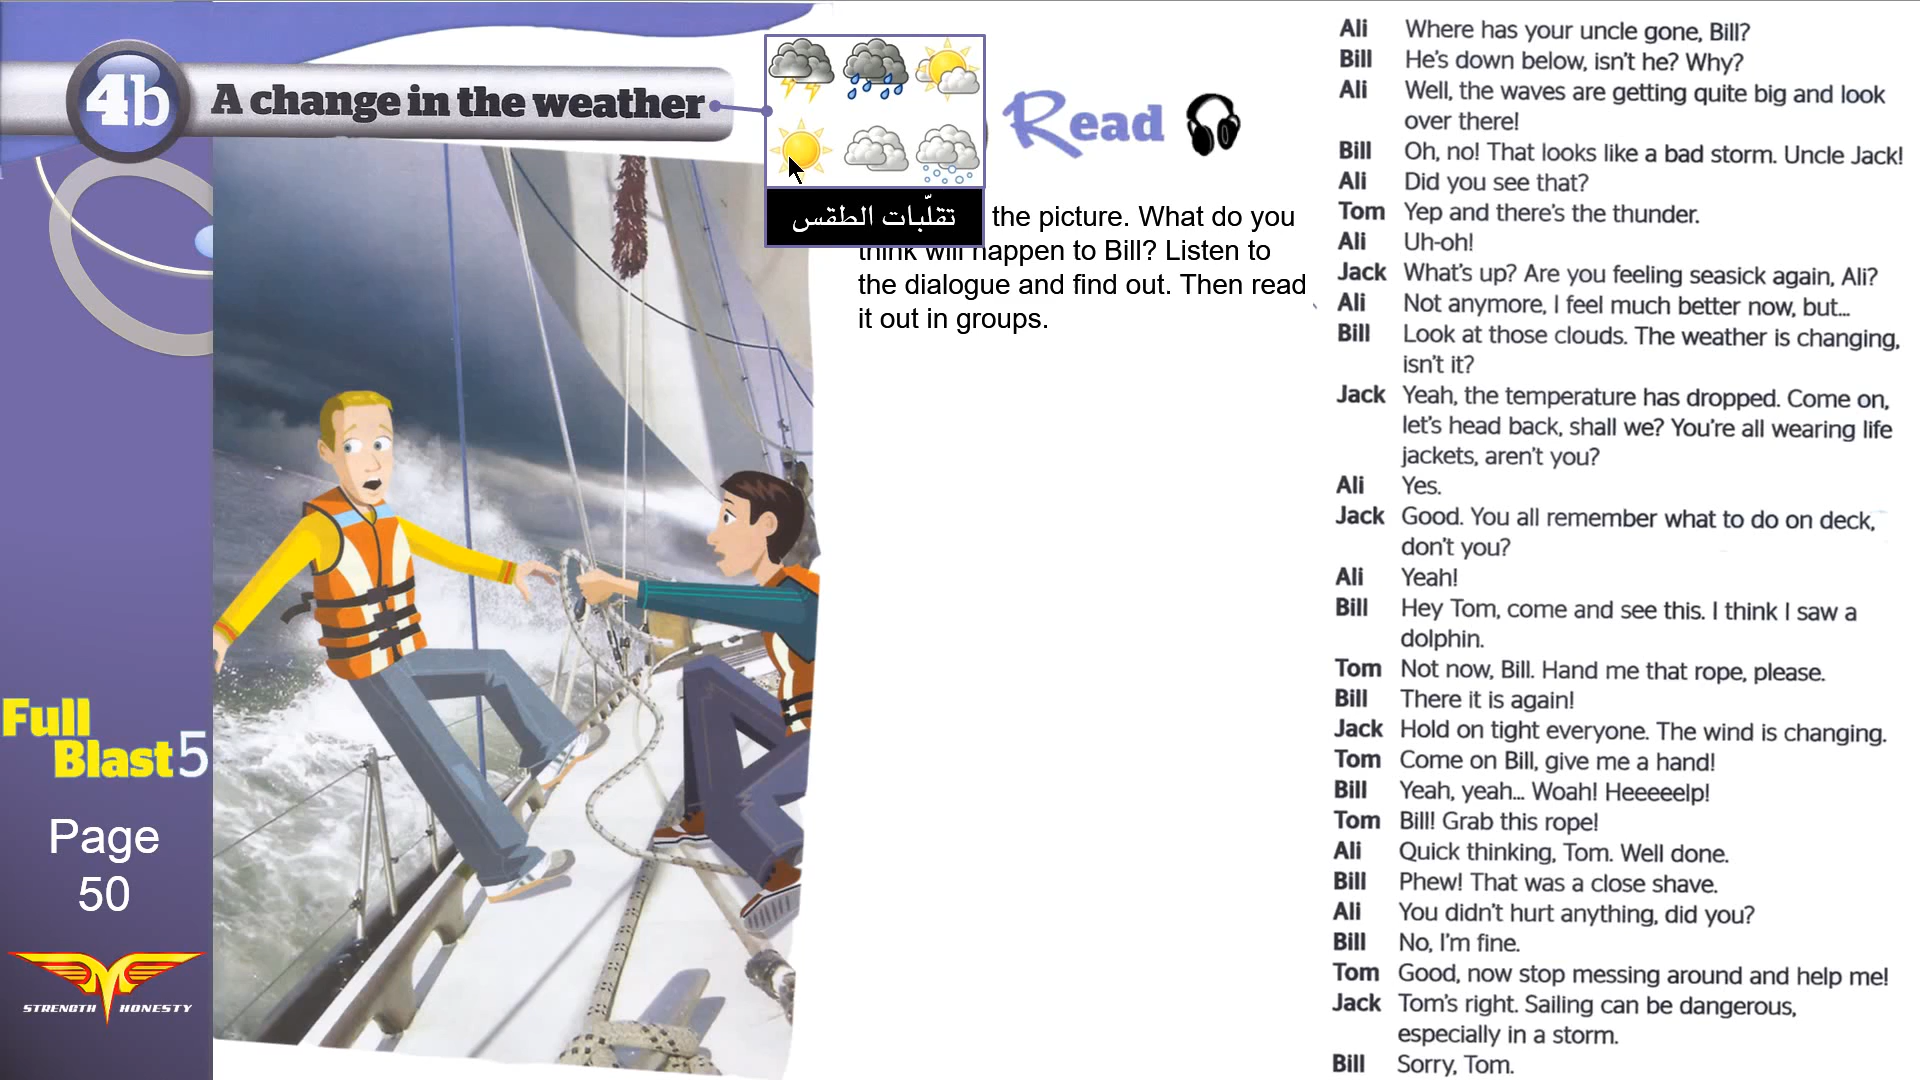 4b A change in the weather
Read
تقلّبات الطقس
the picture. What do you
think will happen to Bill? Listen to
the dialogue and find out. Then read
it out in groups.
Full
Blast 5
Page
50
STRENGTH HONESTY
Ali Where has your uncle gone, Bill?
Bill He's down below, isn't he? Why?
Ali Well, the waves are getting quite big and look
over there!
Bill Oh, no! That looks like a bad storm. Uncle Jack!
Ali Did you see that?
Tom Yep and there's the thunder.
Ali Uh-oh!
Jack What's up? Are you feeling seasick again, Ali?
Ali Not anymore, I feel much better now, but...
Bill Look at those clouds. The weather is changing,
isn't it?
Jack Yeah, the temperature has dropped. Come on,
let's head back, shall we? You're all wearing life
jackets, aren't you?
Ali Yes.
Jack Good. You all remember what to do on deck,
don't you?
Ali Yeah!
Bill Hey Tom, come and see this. I think I saw a
dolphin.
Tom Not now, Bill. Hand me that rope, please.
Bill There it is again!
Jack Hold on tight everyone. The wind is changing.
Tom Come on Bill, give me a hand!
Bill Yeah, yeah... Woah! Heeeeelp!
Tom Bill! Grab this rope!
Ali Quick thinking, Tom. Well done.
Bill Phew! That was a close shave.
Ali You didn't hurt anything, did you?
Bill No, I'm fine.
Tom Good, now stop messing around and help me!
Jack Tom's right. Sailing can be dangerous,
especially in a storm.
Bill Sorry, Tom.